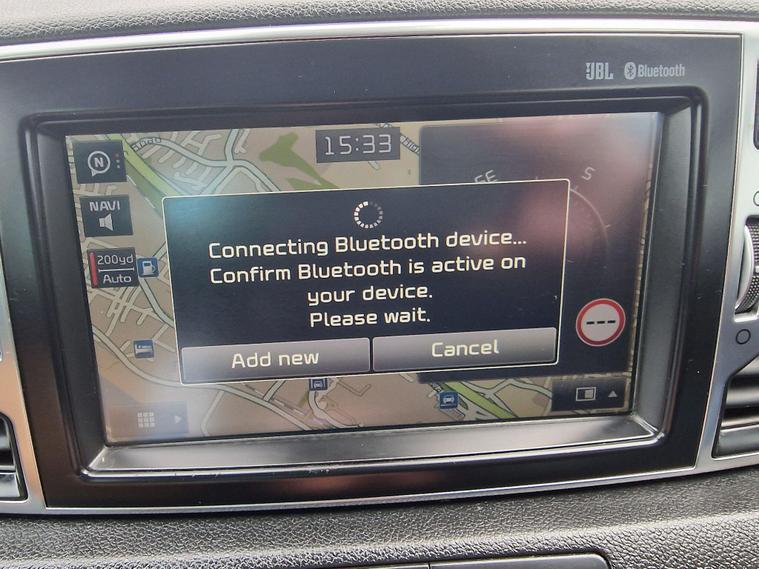 JBL Bluetooth
15:33
N
SE S
NAVI
200yd
Auto
Connecting Bluetooth device...
Confirm Bluetooth is active on
your device.
Please wait.
---
Add new Cancel